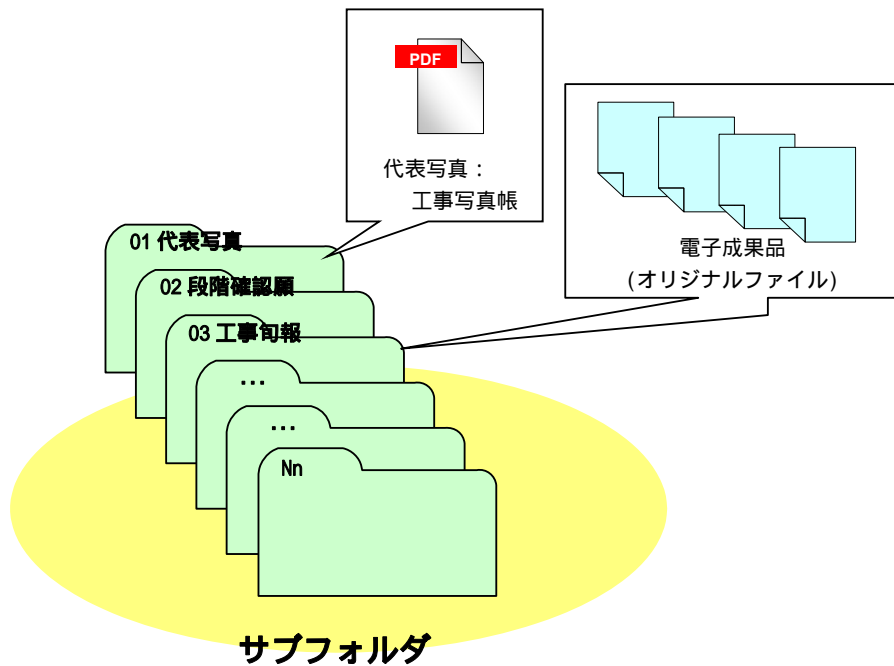 PDF
代表写真：
工事写真帳
電子成果品
(オリジナルファイル)
01 代表写真
02 段階確認願
03 工事旬報
…
…
Nn
サブフォルダ